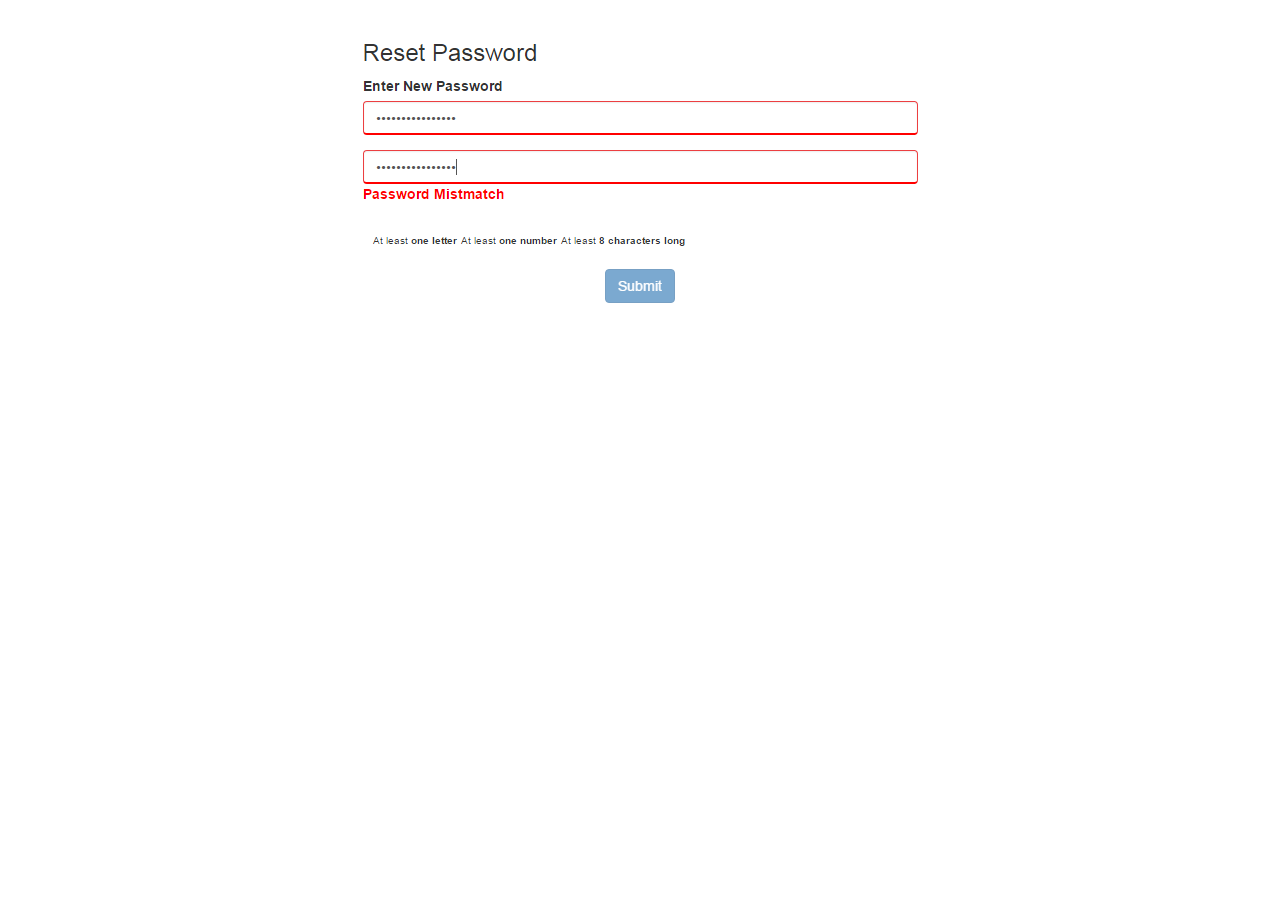 Reset Password
Enter New Password
••••••••••••••••
••••••••••••••••
Password Mistmatch
At least one letter At least one number At least 8 characters long
Submit